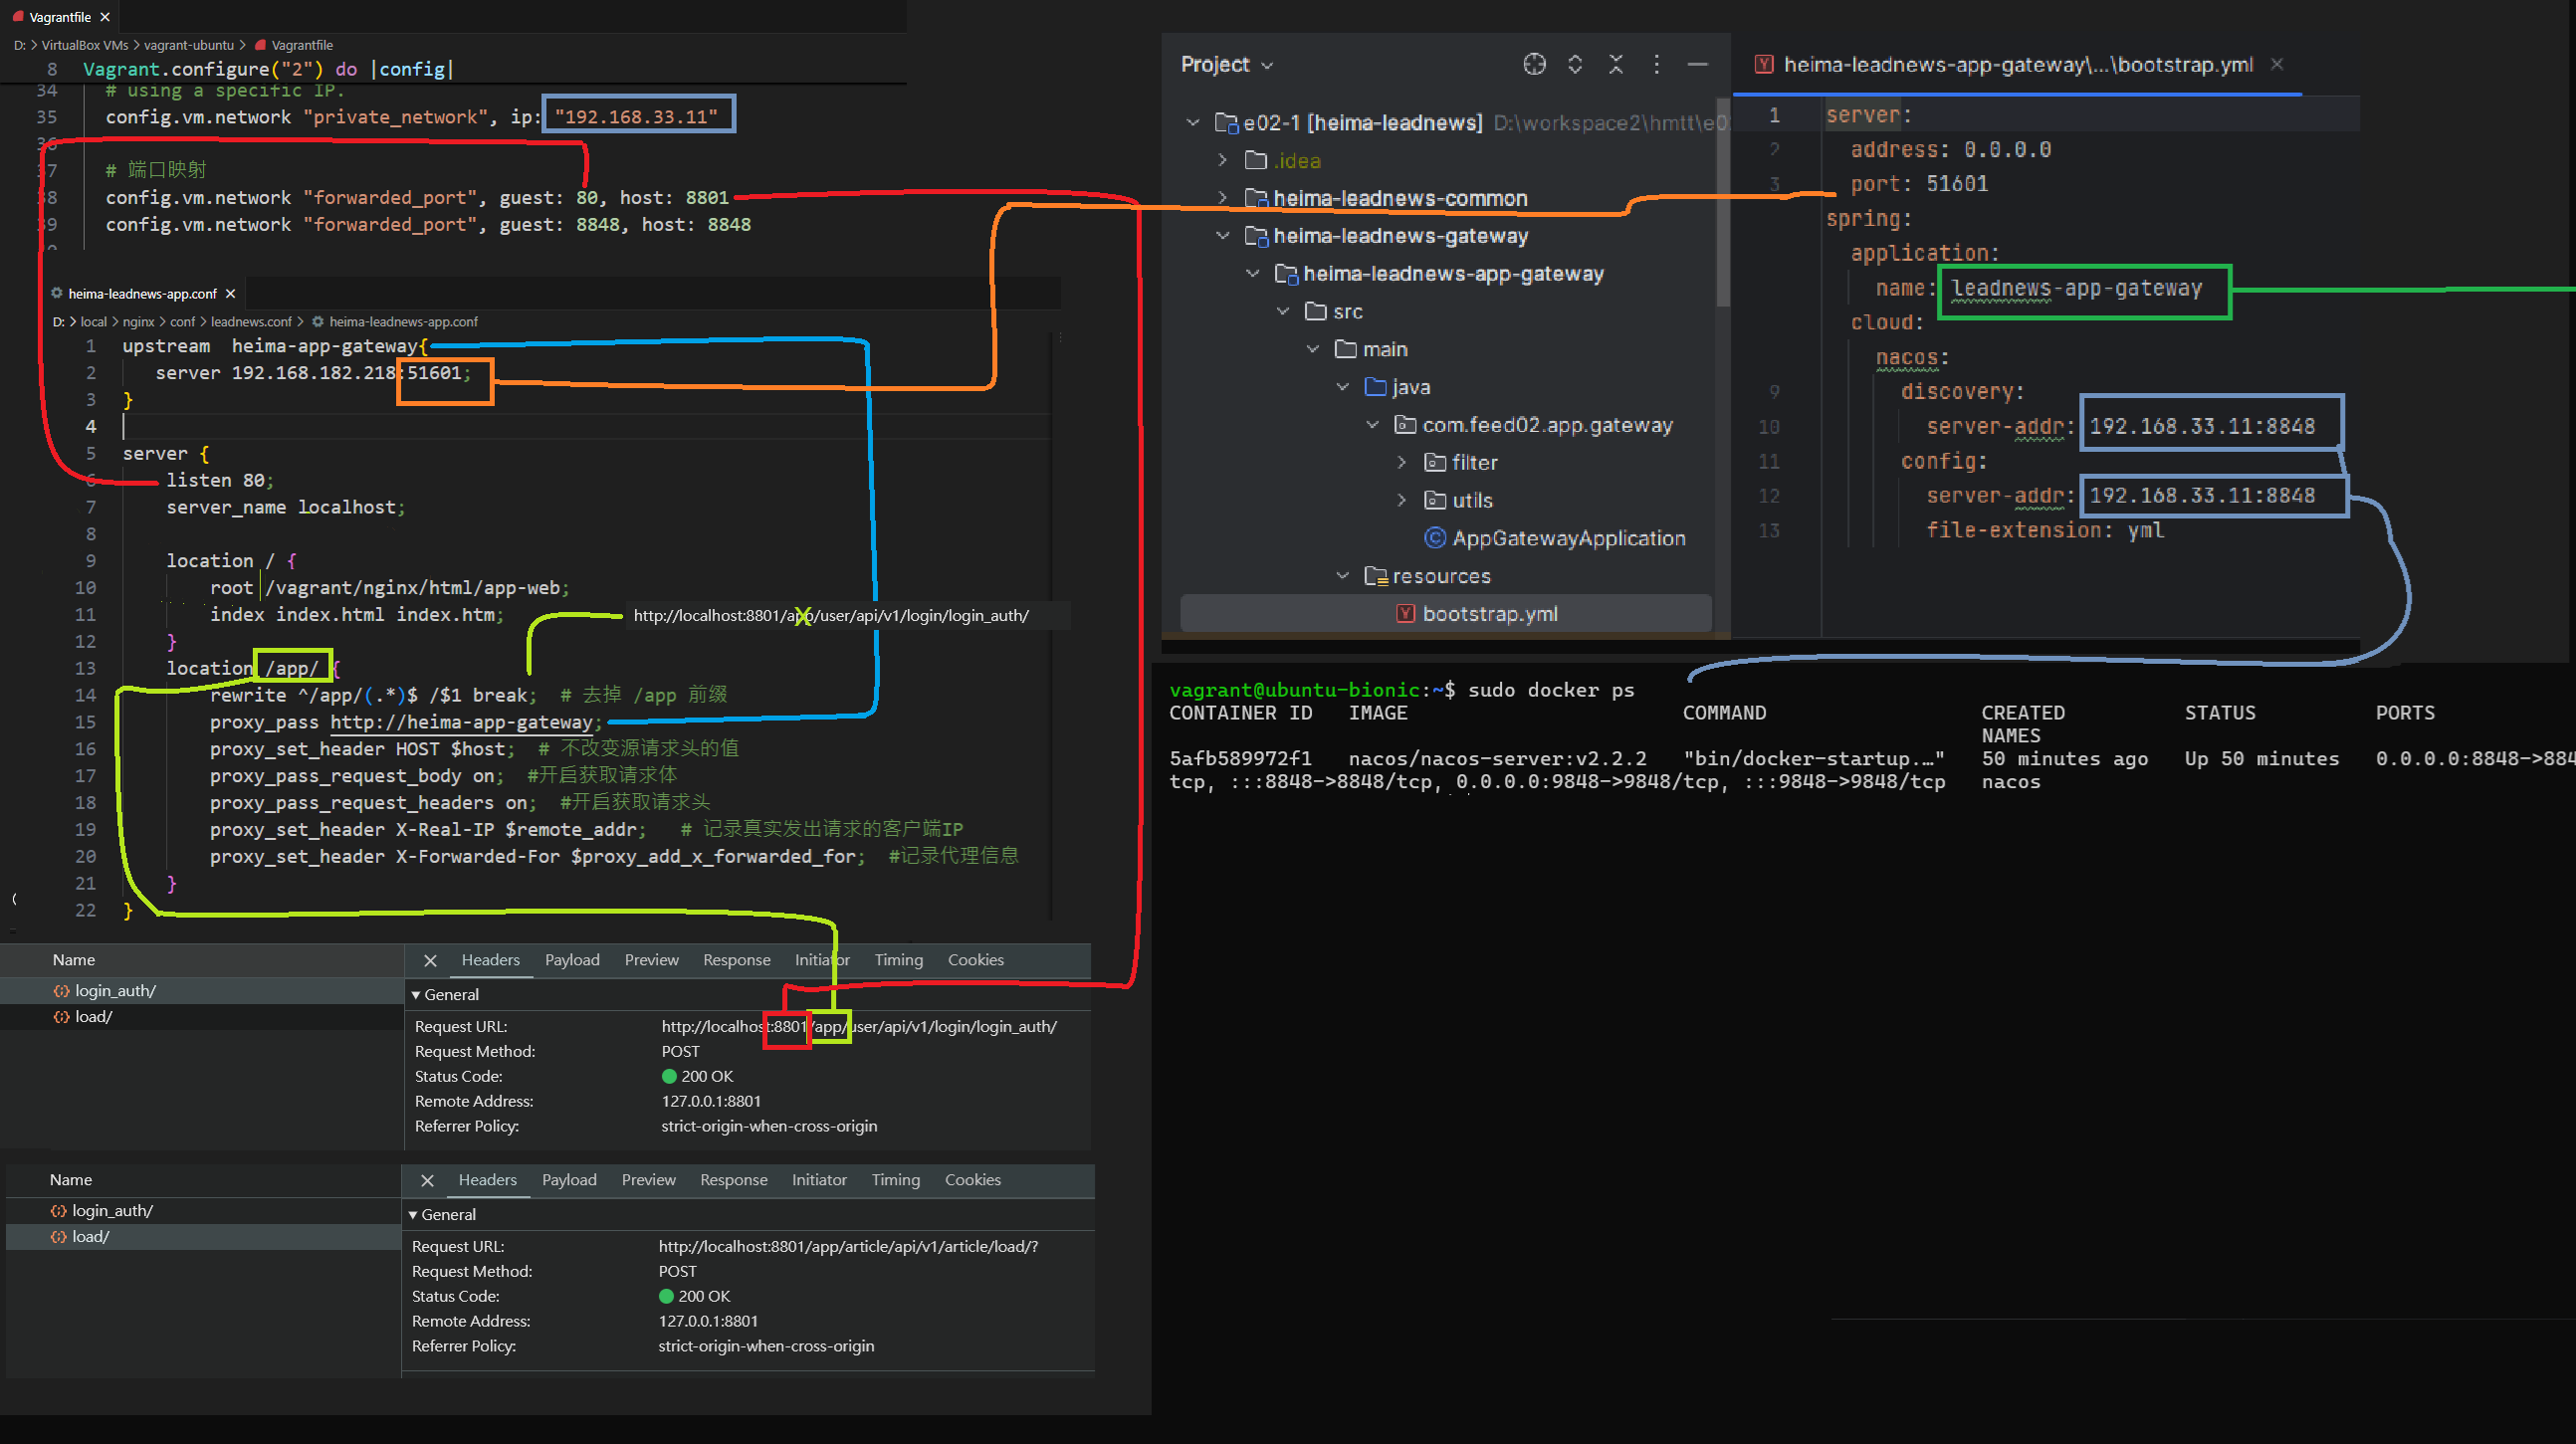 Vagrantfile
D: > VirtualBox VMs > vagrant-ubuntu > Vagrantfile
8 Vagrant.configure("2") do |config|
34 # using a specific IP.
35 config.vm.network "private_network", ip: "192.168.33.11"
36
37 # 端口映射
38 config.vm.network "forwarded_port", guest: 80, host: 8801
39 config.vm.network "forwarded_port", guest: 8848, host: 8848
heima-leadnews-app.conf
D: > local > nginx > conf > leadnews.conf > heima-leadnews-app.conf
1 upstream heima-app-gateway{
2 server 192.168.182.218:51601;
3 }
4
5 server {
6 listen 80;
7 server_name localhost;
8
9 location / {
10 root /vagrant/nginx/html/app-web;
11 index index.html index.htm;
http://localhost:8801/app/user/api/v1/login/login_auth/
12 }
13 location /app/ {
14 rewrite ^/app/(.*)$ /$1 break; # 去掉 /app 前缀
15 proxy_pass http://heima-app-gateway;
16 proxy_set_header HOST $host; # 不改变源请求头的值
17 proxy_pass_request_body on; #开启获取请求体
18 proxy_pass_request_headers on; #开启获取请求头
19 proxy_set_header X-Real-IP $remote_addr; # 记录真实发出请求的客户端IP
20 proxy_set_header X-Forwarded-For $proxy_add_x_forwarded_for; #记录代理信息
21 }
22 }
Name
login_auth/
load/
Headers Payload Preview Response Initiator Timing Cookies
General
Request URL: http://localhost:8801/app/user/api/v1/login/login_auth/
Request Method: POST
Status Code: 200 OK
Remote Address: 127.0.0.1:8801
Referrer Policy: strict-origin-when-cross-origin
Name
login_auth/
load/
Headers Payload Preview Response Initiator Timing Cookies
General
Request URL: http://localhost:8801/app/article/api/v1/article/load/?
Request Method: POST
Status Code: 200 OK
Remote Address: 127.0.0.1:8801
Referrer Policy: strict-origin-when-cross-origin
Project
e02-1 [heima-leadnews] D:\workspace2\hmtt\e0
.idea
heima-leadnews-common
heima-leadnews-gateway
heima-leadnews-app-gateway
src
main
java
com.feed02.app.gateway
filter
utils
AppGatewayApplication
resources
bootstrap.yml
heima-leadnews-app-gateway\...\bootstrap.yml
1 server:
2 address: 0.0.0.0
3 port: 51601
spring:
application:
name: leadnews-app-gateway
cloud:
nacos:
9 discovery:
10 server-addr: 192.168.33.11:8848
11 config:
12 server-addr: 192.168.33.11:8848
13 file-extension: yml
vagrant@ubuntu-bionic:~$ sudo docker ps
CONTAINER ID IMAGE COMMAND CREATED STATUS PORTS
NAMES
5afb589972f1 nacos/nacos-server:v2.2.2 "bin/docker-startup.…" 50 minutes ago Up 50 minutes 0.0.0.0:8848->884
tcp, :::8848->8848/tcp, 0.0.0.0:9848->9848/tcp, :::9848->9848/tcp nacos